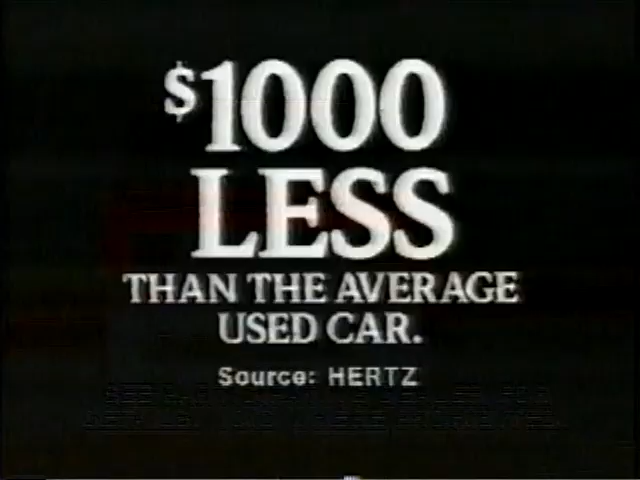 $1000
LESS
THAN THE AVERAGE
USED CAR.
Source: HERTZ